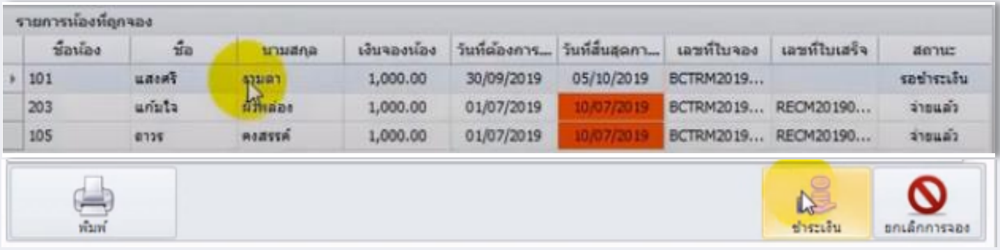 รายการห้องที่ถูกจอง
ชื่อห้อง ชื่อ นามสกุล เงินจองห้อง วันที่ต้องการ... วันที่สิ้นสุดกา... เลขที่ใบจอง เลขที่ใบเสร็จ สถานะ
101 แสงศรี งามตา 1,000.00 30/09/2019 05/10/2019 BCTRM2019... รอชำระเงิน
203 แก้มใจ 1,000.00 01/07/2019 10/07/2019 BCTRM2019... RECM20190... จ่ายแล้ว
105 ถาวร คงสรรค์ 1,000.00 01/07/2019 10/07/2019 BCTRM2019... RECM20190... จ่ายแล้ว
พิมพ์ ชำระเงิน ยกเลิกการจอง